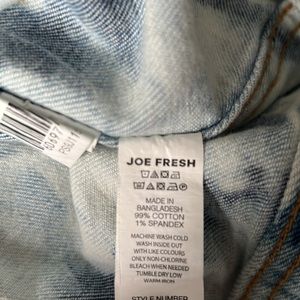 JOE FRESH
MADE IN
BANGLADESH
99% COTTON
1% SPANDEX
MACHINE WASH COLD
WASH INSIDE OUT
WITH LIKE COLOURS
ONLY NON-CHLORINE
BLEACH WHEN NEEDED
TUMBLE DRY LOW
WARM IRON
STYLE NUMBER